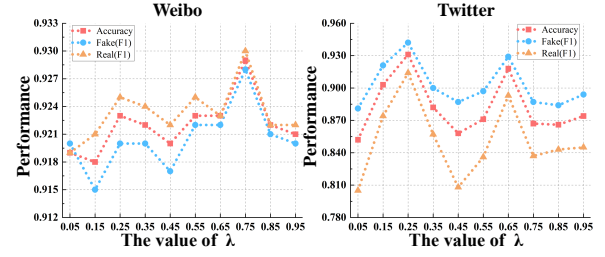 Weibo
Performance
0.933
0.930
0.927
0.924
0.921
0.918
0.915
0.912
Accuracy
Fake(F1)
Real(F1)
0.05 0.15 0.25 0.35 0.45 0.55 0.65 0.75 0.85 0.95
The value of λ
Twitter
Performance
0.960
0.930
0.900
0.870
0.840
0.810
0.780
Accuracy
Fake(F1)
Real(F1)
0.05 0.15 0.25 0.35 0.45 0.55 0.65 0.75 0.85 0.95
The value of λ